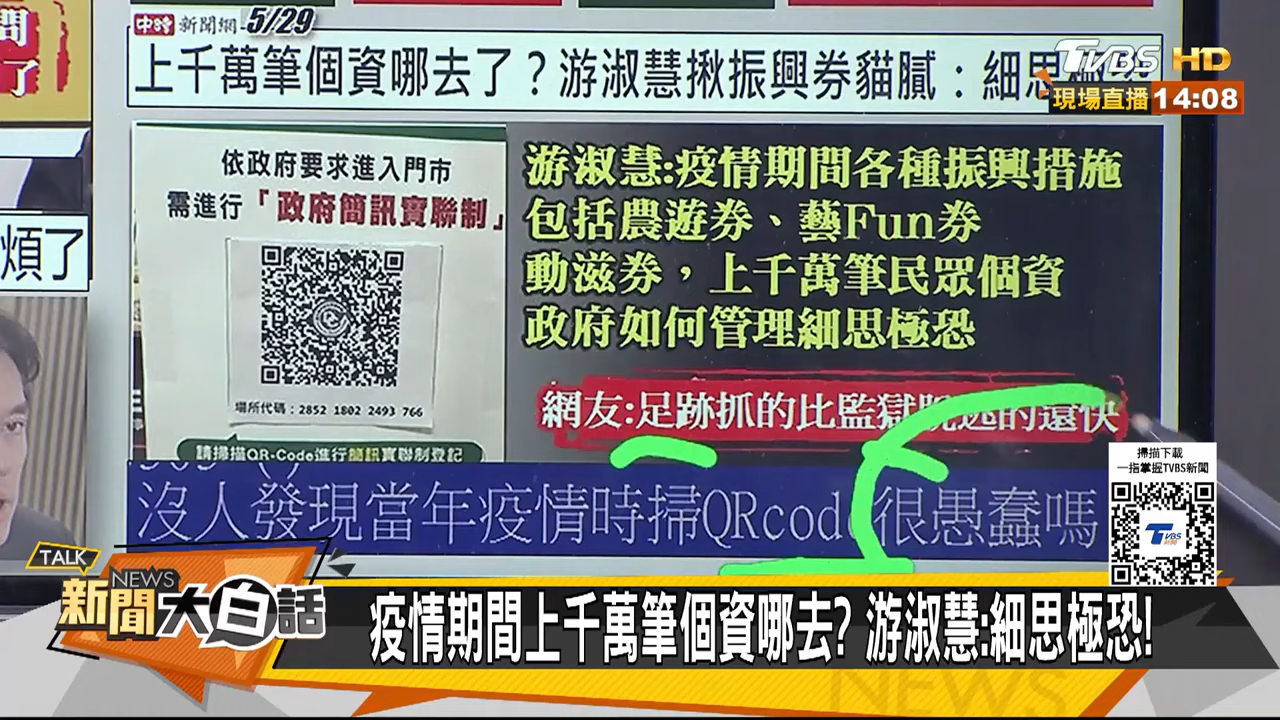 中時新聞網 5/29
上千萬筆個資哪去了？游淑慧揪振興券貓膩：細思
TVBS HD
現場直播 14:08
依政府要求進入門市
需進行「政府簡訊實聯制」
場所代碼：2852 1802 2493 766
請掃描QR-Code進行簡訊實聯制登記
游淑慧:疫情期間各種振興措施
包括農遊券、藝Fun券
動滋券，上千萬筆民眾個資
政府如何管理細思極恐
網友:足跡抓的比監獄脫逃的還快
沒人發現當年疫情時掃QRcode很愚蠢嗎
煩了
掃描下載
一指掌握TVBS新聞
TVBS
TALK
NEWS
新聞大白話
疫情期間上千萬筆個資哪去? 游淑慧:細思極恐!
NEWS